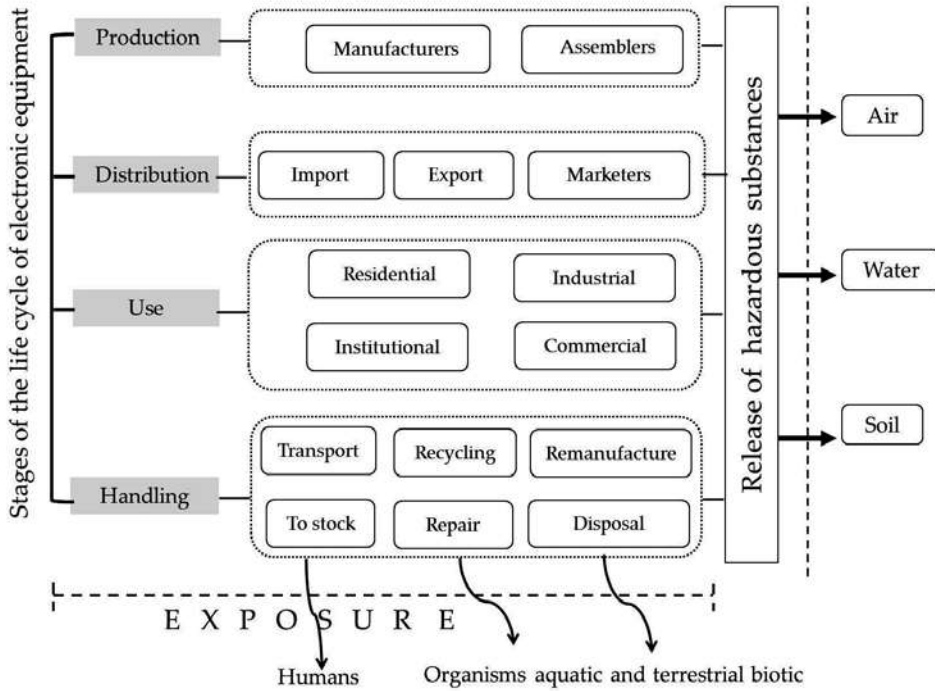 Stages of the life cycle of electronic equipment
Production
Manufacturers
Assemblers
Distribution
Import
Export
Marketers
Use
Residential
Industrial
Institutional
Commercial
Handling
Transport
Recycling
Remanufacture
To stock
Repair
Disposal
Release of hazardous substances
Air
Water
Soil
EXPOSURE
Humans
Organisms aquatic and terrestrial biotic